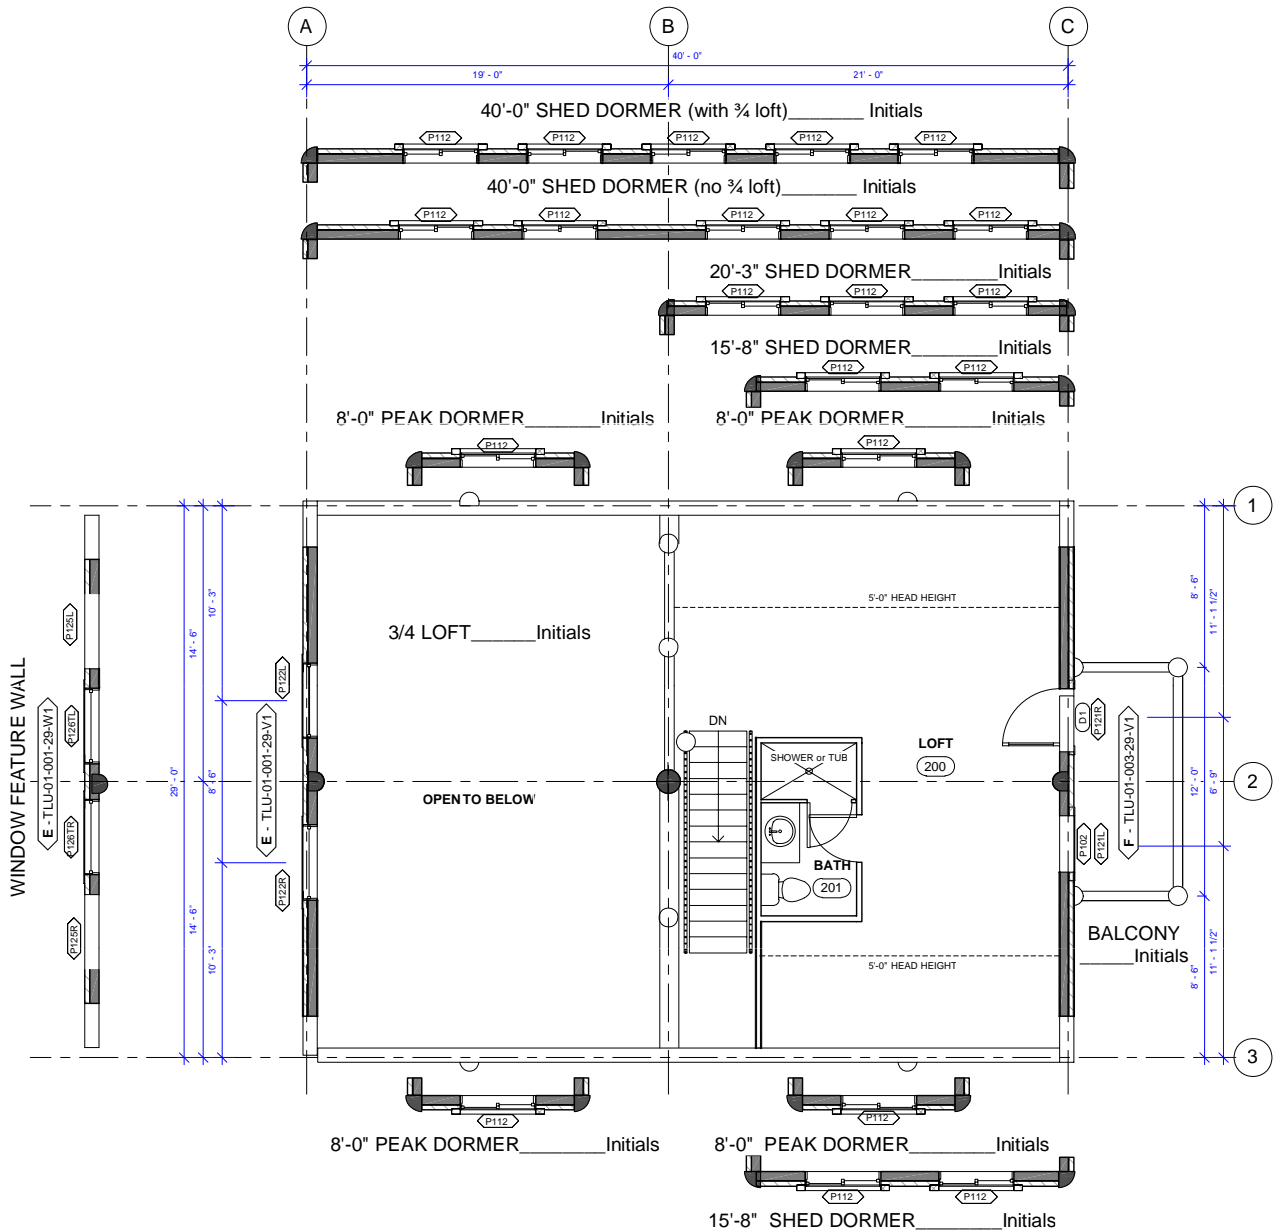 A
B
C
40' - 0"
19' - 0"
21' - 0"
40'-0" SHED DORMER (with ¾ loft)_______ Initials
P112
P112
P112
P112
P112
40'-0" SHED DORMER (no ¾ loft)_______ Initials
P112
P112
P112
P112
P112
20'-3" SHED DORMER________Initials
P112
P112
P112
15'-8" SHED DORMER________Initials
P112
P112
8'-0" PEAK DORMER_______Initials
8'-0" PEAK DORMER________Initials
P112
P112
1
2
3
WINDOW FEATURE WALL
E - TLU-01-001-29-W1
P125L
P126TL
P126TR
P125R
29' - 0"
14' - 6"
14' - 6"
10' - 3"
8' - 6"
10' - 3"
E - TLU-01-001-29-V1
P122L
P122R
3/4 LOFT______Initials
OPEN TO BELOW
5'-0" HEAD HEIGHT
DN
SHOWER or TUB
LOFT
200
BATH
201
5'-0" HEAD HEIGHT
D1
P121R
P102
P121L
F - TLU-01-003-29-V1
8' - 6"
11' - 1 1/2"
12' - 0"
6' - 9"
8' - 6"
11' - 1 1/2"
BALCONY
_____Initials
P112
P112
8'-0" PEAK DORMER________Initials
8'-0" PEAK DORMER________Initials
P112
P112
15'-8" SHED DORMER________Initials